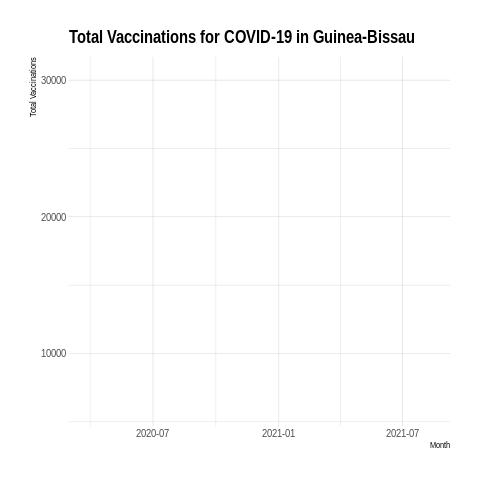 Total Vaccinations for COVID-19 in Guinea-Bissau
Total Vaccinations
30000
20000
10000
2020-07 2021-01 2021-07
Month